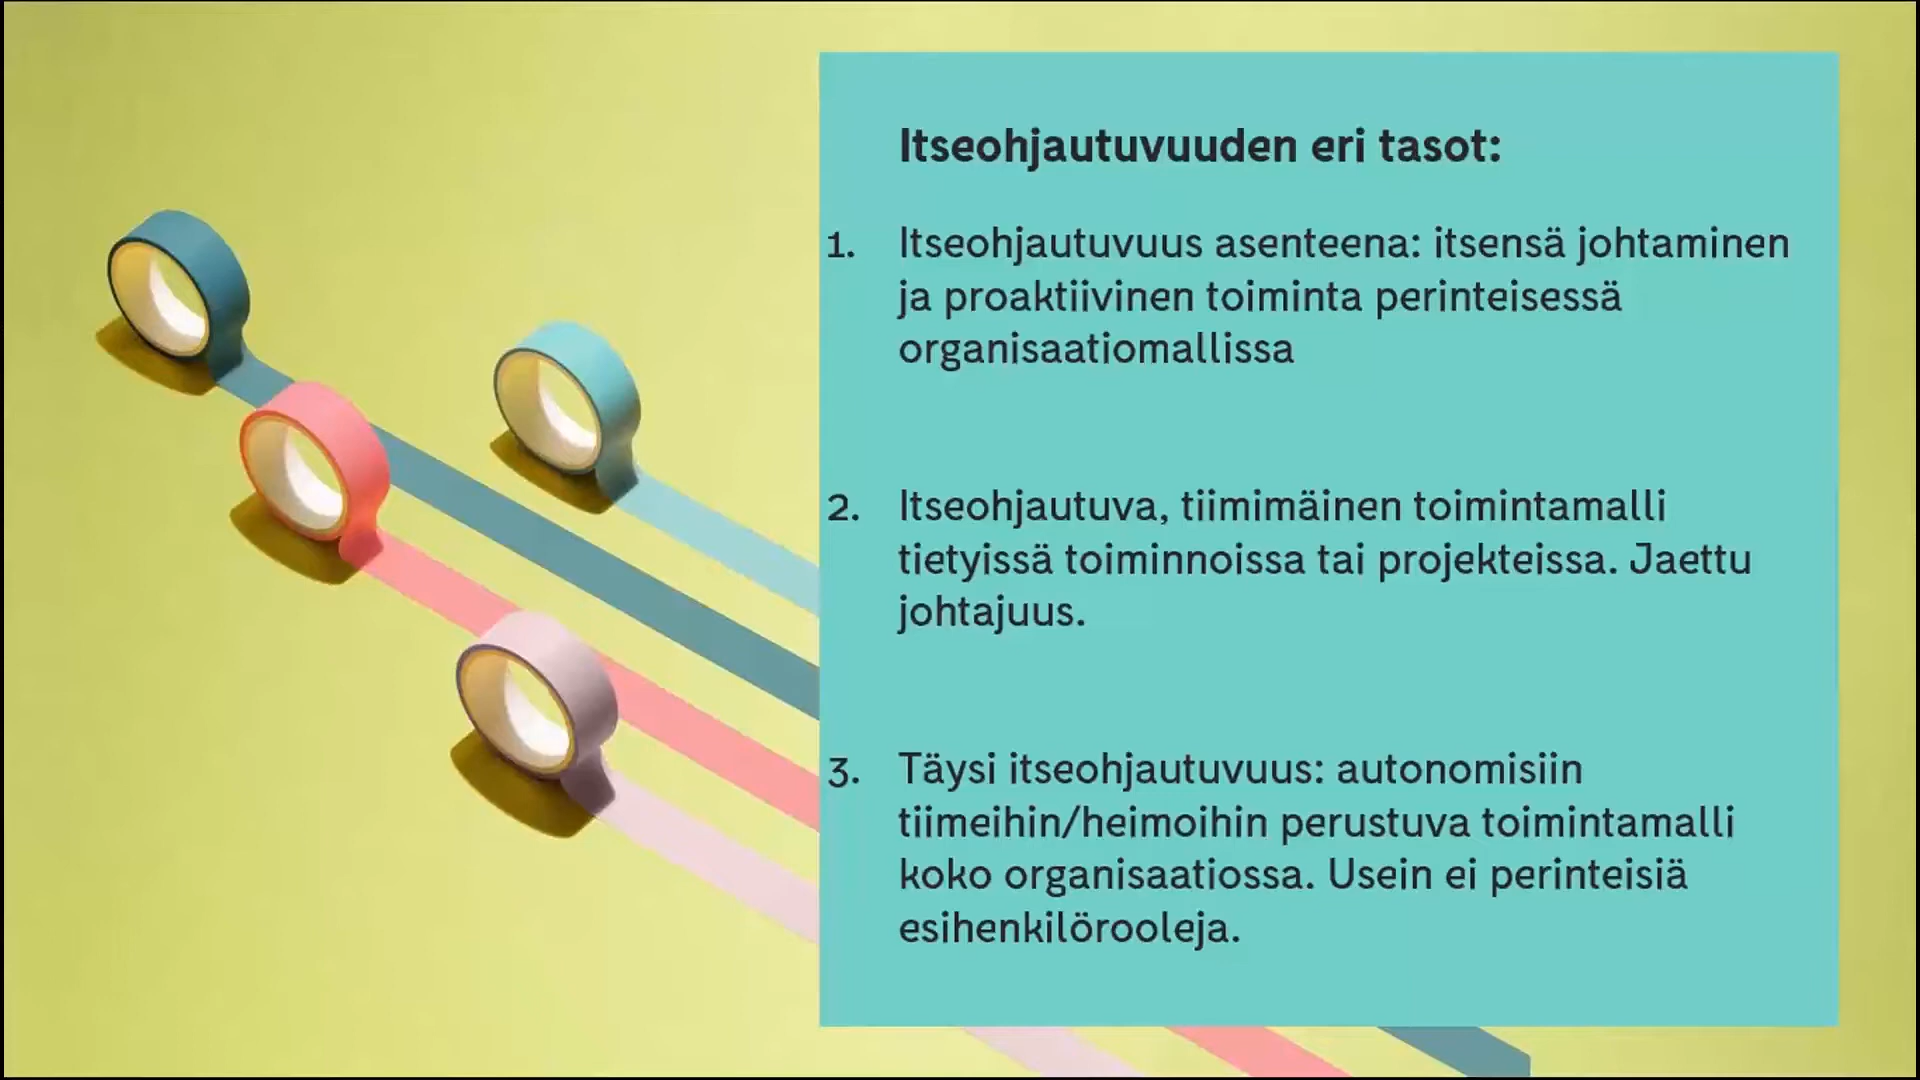 Itseohjautuvuuden eri tasot:
1. Itseohjautuvuus asenteena: itsensä johtaminen
ja proaktiivinen toiminta perinteisessä
organisaatiomallissa
2. Itseohjautuva, tiimimäinen toimintamalli
tietyissä toiminnoissa tai projekteissa. Jaettu
johtajuus.
3. Täysi itseohjautuvuus: autonomisiin
tiimeihin/heimoihin perustuva toimintamalli
koko organisaatiossa. Usein ei perinteisiä
esihenkilörooleja.